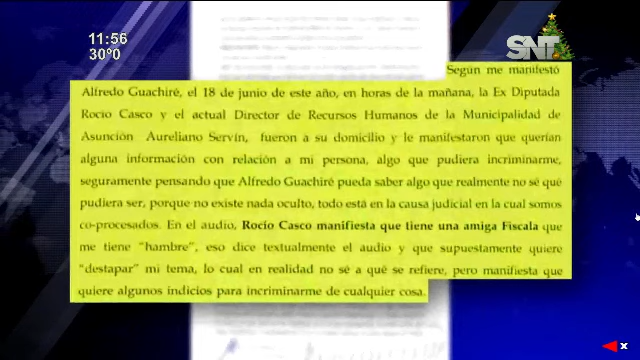 11:56
30º0
SNT
Según me manifestó
Alfredo Guachiré, el 18 de junio de este año, en horas de la mañana, la Ex Diputada
Rocío Casco y el actual Director de Recursos Humanos de la Municipalidad de
Asunción Aureliano Servín, fueron a su domicilio y le manifestaron que querían
alguna información con relación a mi persona, algo que pudiera incriminarme,
seguramente pensando que Alfredo Guachiré pueda saber algo que realmente no sé qué
pudiera ser, porque no existe nada oculto, todo está en la causa judicial en la cual somos
co-procesados. En el audio, Rocío Casco manifiesta que tiene una amiga Fiscala que
me tiene “hambre”, eso dice textualmente el audio y que supuestamente quiere
“destapar” mi tema, lo cual en realidad no sé a qué se refiere, pero manifiesta que
quiere algunos indicios para incriminarme de cualquier cosa.
x